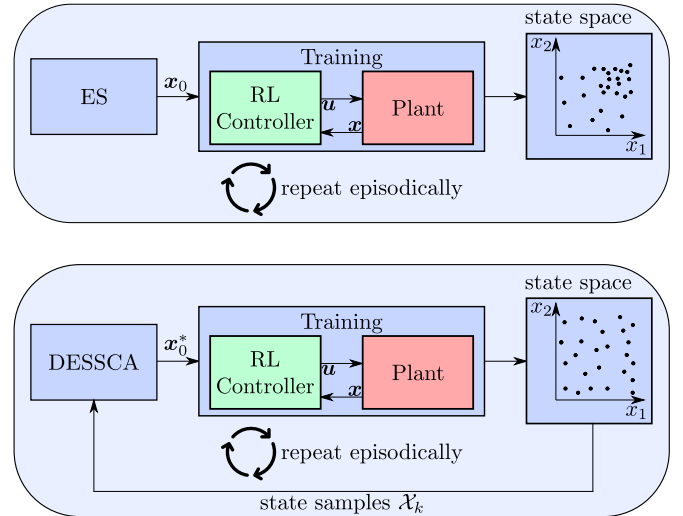 state space
Training
ES
x₀
RL
Controller
u
x
Plant
x₂
x₁
repeat episodically
state space
Training
DESSCA
x₀*
RL
Controller
u
x
Plant
x₂
x₁
repeat episodically
state samples 𝒳ₖ